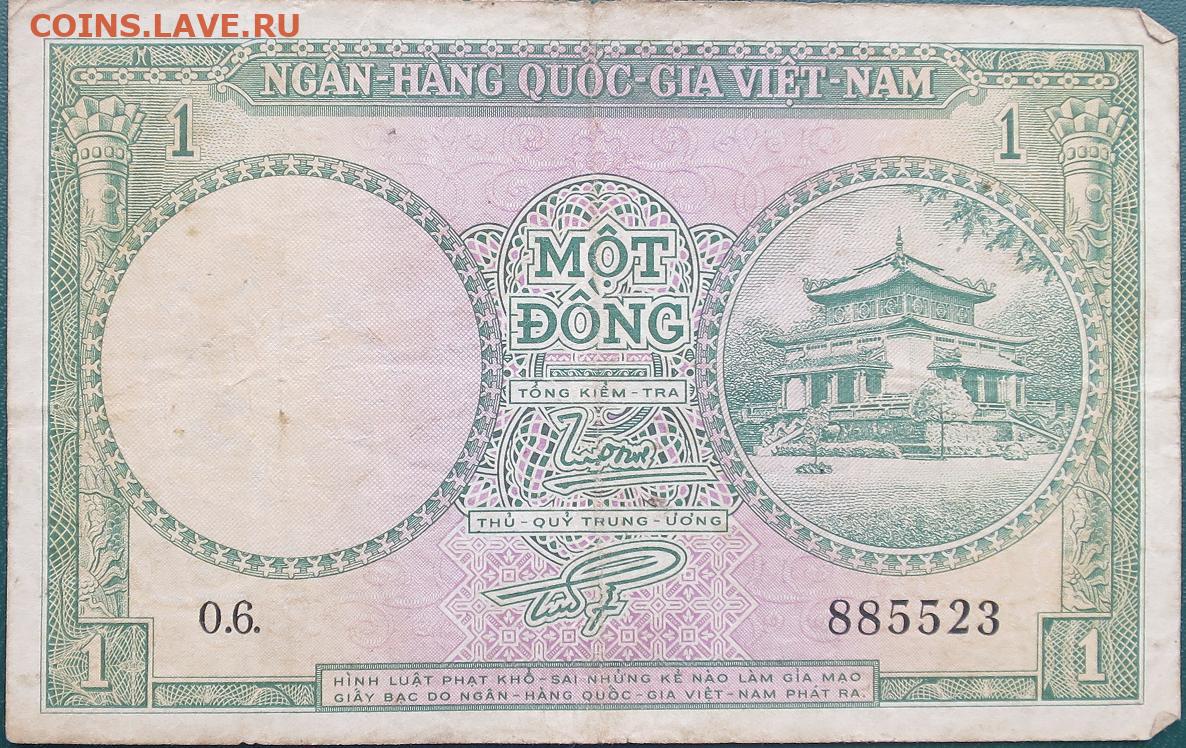 COINS.LAVE.RU
NGÂN-HÀNG QUỐC-GIA VIỆT-NAM
1 1
MỘT
ĐỒNG
TỔNG KIỂM-TRA
THỦ-QUỸ TRUNG-ƯƠNG
0.6. 885523
1 1
HÌNH LUẬT PHẠT KHỔ-SAI NHỮNG KẺ NÀO LÀM GIẢ MẠO
GIẤY BẠC DO NGÂN-HÀNG QUỐC-GIA VIỆT-NAM PHÁT RA.